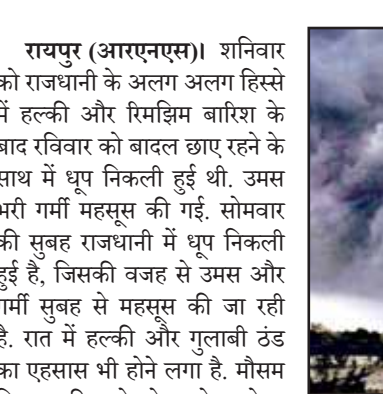 रायपुर (आरएनएस)। शनिवार
को राजधानी के अलग अलग हिस्से
में हल्की और रिमझिम बारिश के
बाद रविवार को बादल छाए रहने के
साथ में धूप निकली हुई थी. उमस
भरी गर्मी महसूस की गई. सोमवार
की सुबह राजधानी में धूप निकली
हुई है, जिसकी वजह से उमस और
गर्मी सुबह से महसूस की जा रही
है. रात में हल्की और गुलाबी ठंड
का एहसास भी होने लगा है. मौसम